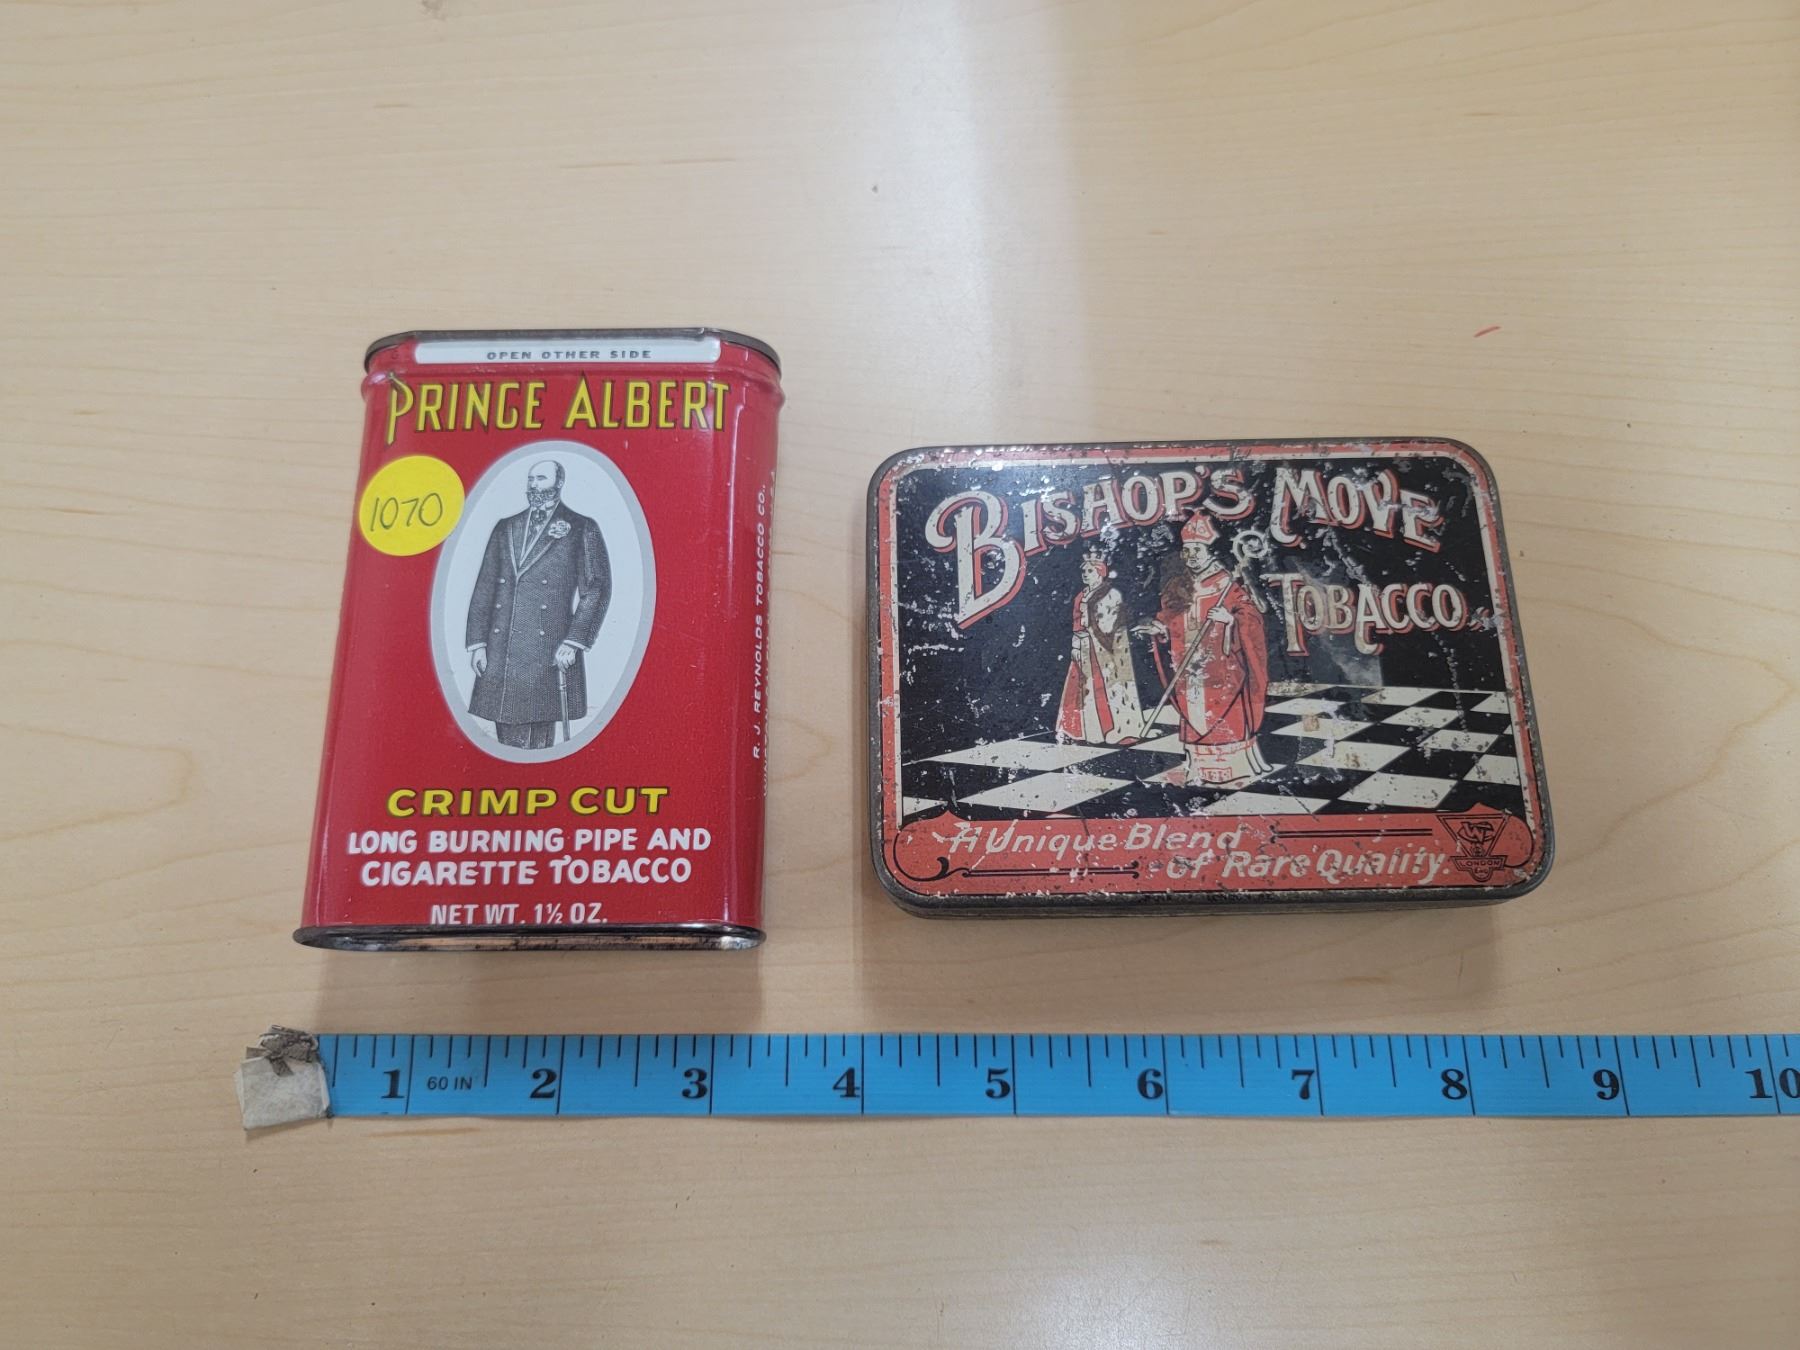 OPEN OTHER SIDE
PRINCE ALBERT
1070
CRIMP CUT
LONG BURNING PIPE AND
CIGARETTE TOBACCO
NET WT. 1½ OZ.
R. J. REYNOLDS TOBACCO CO.,
BISHOP'S MOVE
TOBACCO
A Unique Blend
of Rare Quality.
LONDON
1 60 IN 2 3 4 5 6 7 8 9 10